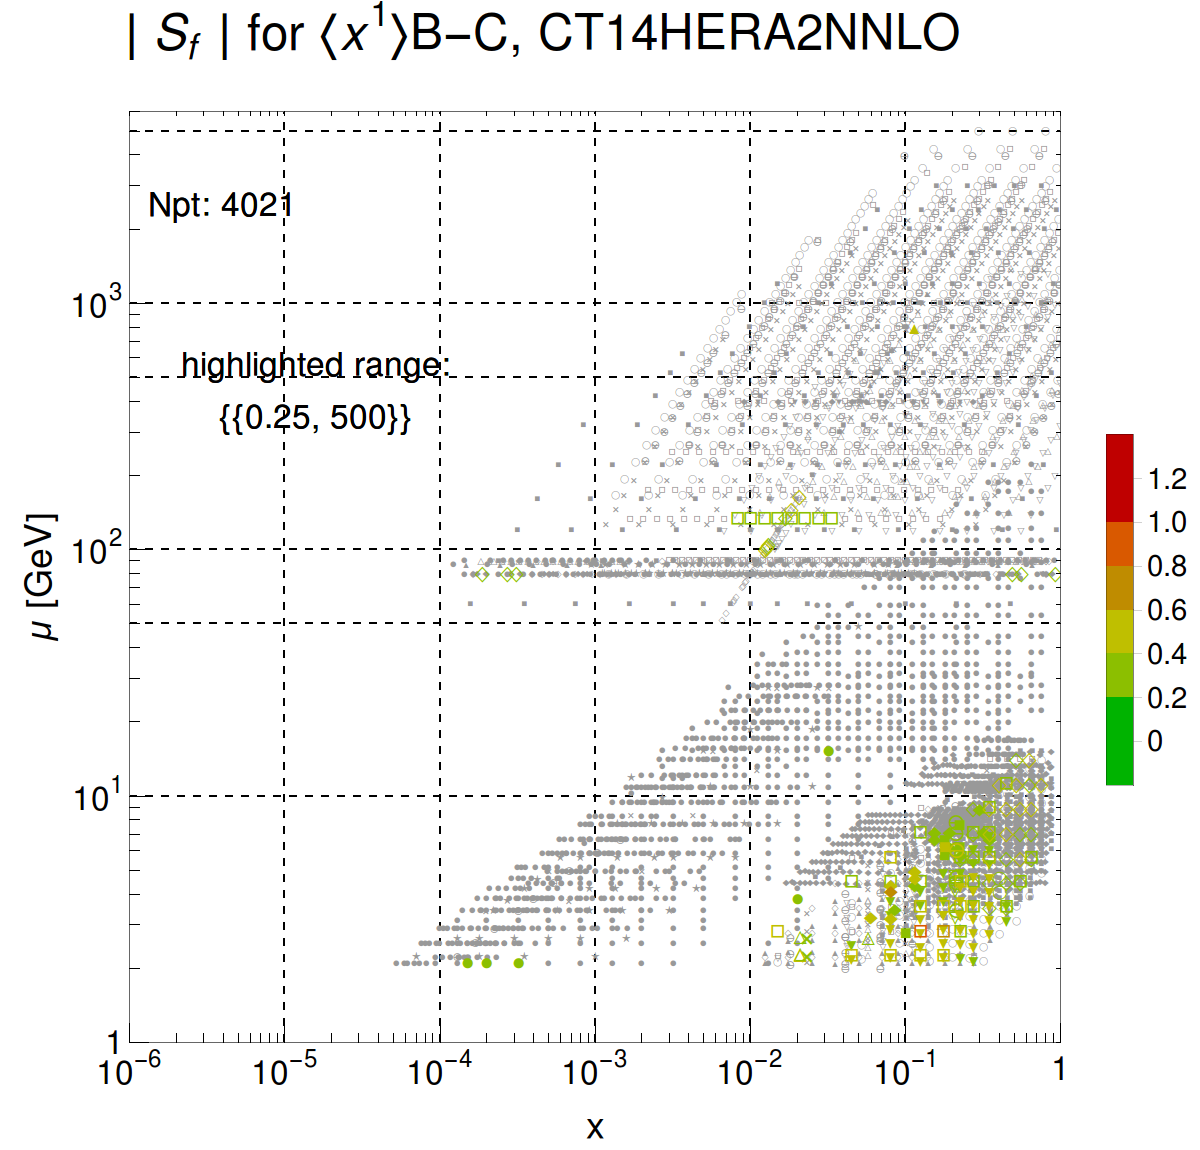 | S_f | for ⟨x^1⟩B−C, CT14HERA2NNLO
Npt: 4021
highlighted range:
{{0.25, 500}}
10^3
10^2
10^1
1
μ [GeV]
10^−6 10^−5 10^−4 10^−3 10^−2 10^−1 1
x
1.2
1.0
0.8
0.6
0.4
0.2
0